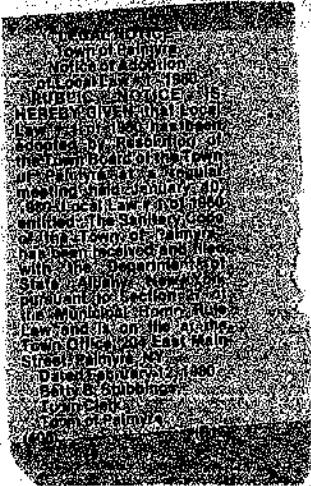 LEGAL NOTICE
Town of Palmyra
Notice of Adoption
of Local Law # 1 - 1980
PUBLIC NOTICE IS
HEREBY GIVEN that Local
Law # 1 of 1980 has been
adopted by Resolution of
the Town Board of the Town
of Palmyra at a regular
meeting held January 10,
1980. Local Law # 1 of 1980
entitled: The Sanitary Code
of the Town of Palmyra
has been received and filed
with the Department of
State Albany, New York
pursuant to Section 27 of
the Municipal Home Rule
Law and is on file at the
Town Office, 201 East Main
Street Palmyra, NY
Dated February 12, 1980
Betty S. Stubbings
Town Clerk
Town of Palmyra